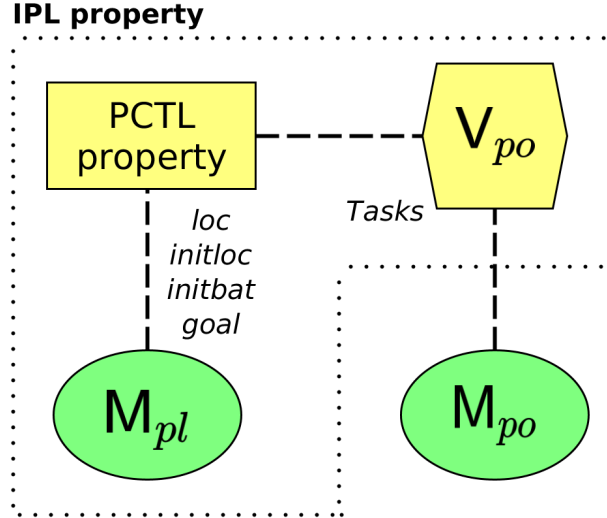 IPL property
PCTL
property
V_po
Tasks
loc
initloc
initbat
goal
M_pl
M_po